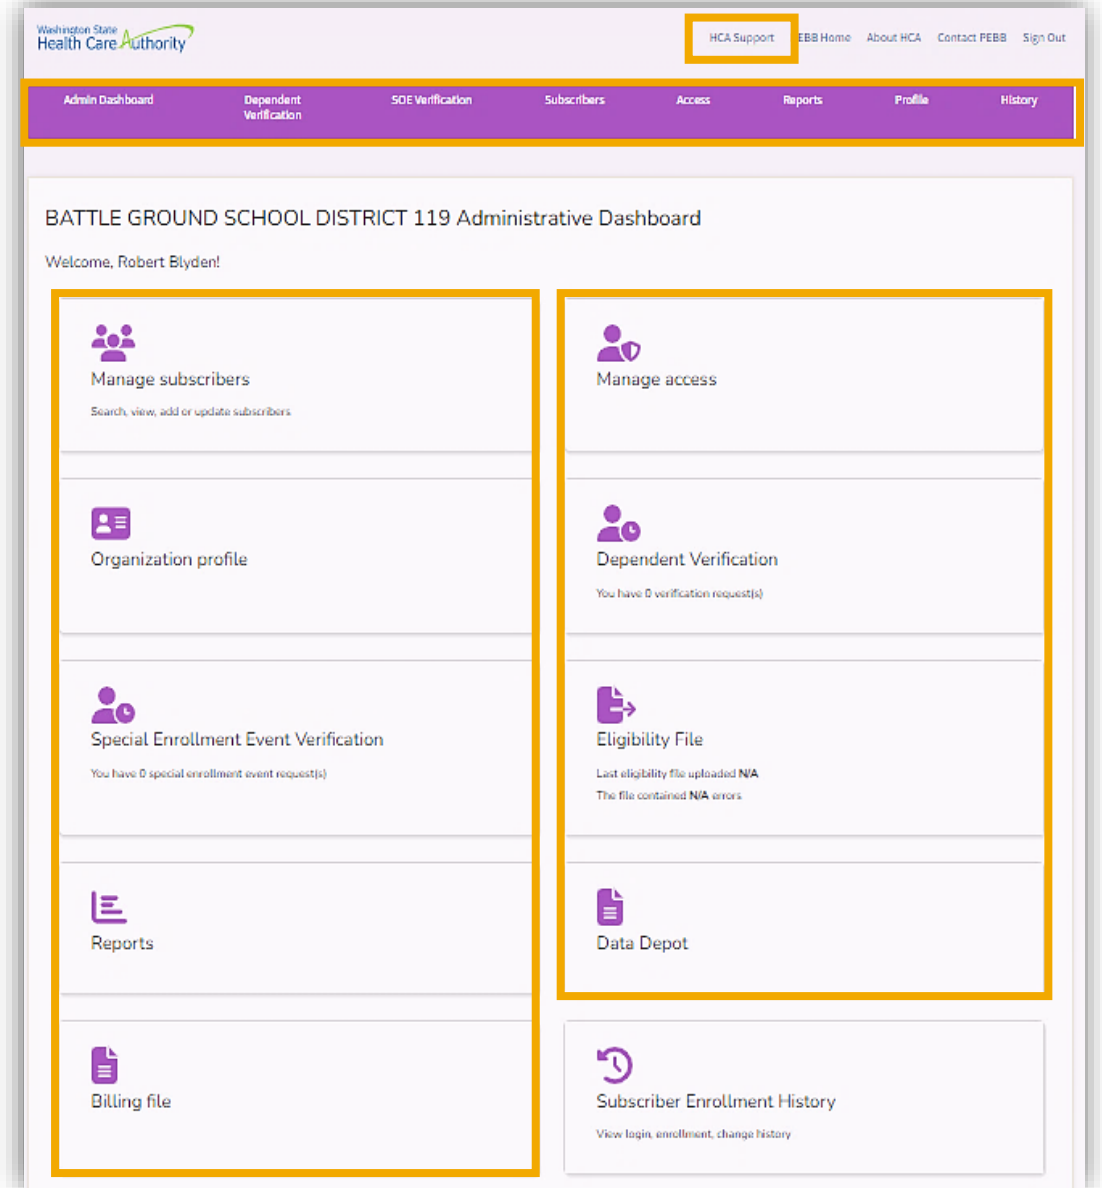 Washington State
Health Care Authority
HCA Support
EBB Home
About HCA
Contact PEBB
Sign Out
Admin Dashboard
Dependent
Verification
SOE Verification
Subscribers
Access
Reports
Profile
History
BATTLE GROUND SCHOOL DISTRICT 119 Administrative Dashboard
Welcome, Robert Blyden!
Manage subscribers
Search, view, add or update subscribers
Manage access
Organization profile
Dependent Verification
You have 0 verification request(s)
Special Enrollment Event Verification
You have 0 special enrollment event request(s)
Eligibility File
Last eligibility file uploaded N/A
The file contained N/A errors
Reports
Data Depot
Billing file
Subscriber Enrollment History
View login, enrollment, change history